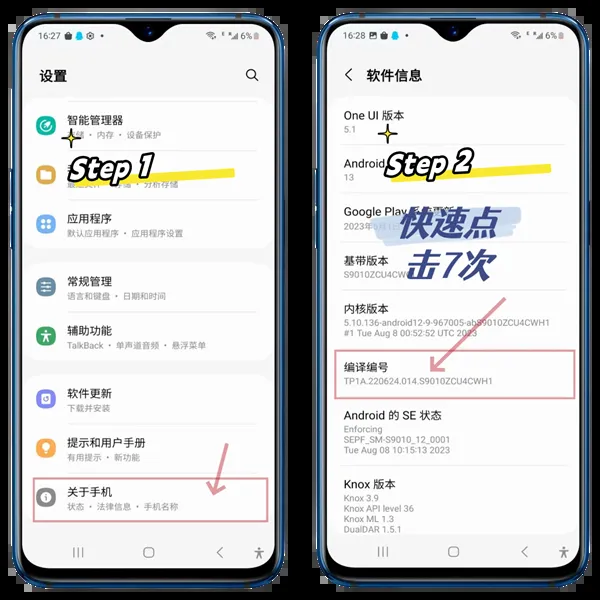 16:27
6%
设置
智能管理器
存储 • 内存 • 设备保护
Step 1
应用程序
默认应用程序 • 应用程序设置
常规管理
语言和键盘 • 日期和时间
辅助功能
TalkBack • 单声道音频 • 悬浮菜单
软件更新
下载并安装
提示和用户手册
有用提示 • 新功能
关于手机
状态 • 法律信息 • 手机名称
16:28
6%
软件信息
One UI 版本
5.1
Android
13
Step 2
Google Play 系统更新
快速点
击7次
基带版本
S9010ZCU4CWH1
内核版本
5.10.136-android12-9-967005-abS9010ZCU4CWH1
#1 Tue Aug 8 00:52:52 UTC 2023
编译编号
TP1A.220624.014.S9010ZCU4CWH1
Android 的 SE 状态
Enforcing
SEPF_SM-S9010_12_0001
Tue Aug 08 10:15:13 2023
Knox 版本
Knox 3.9
Knox API level 36
Knox ML 1.3
DualDAR 1.5.1